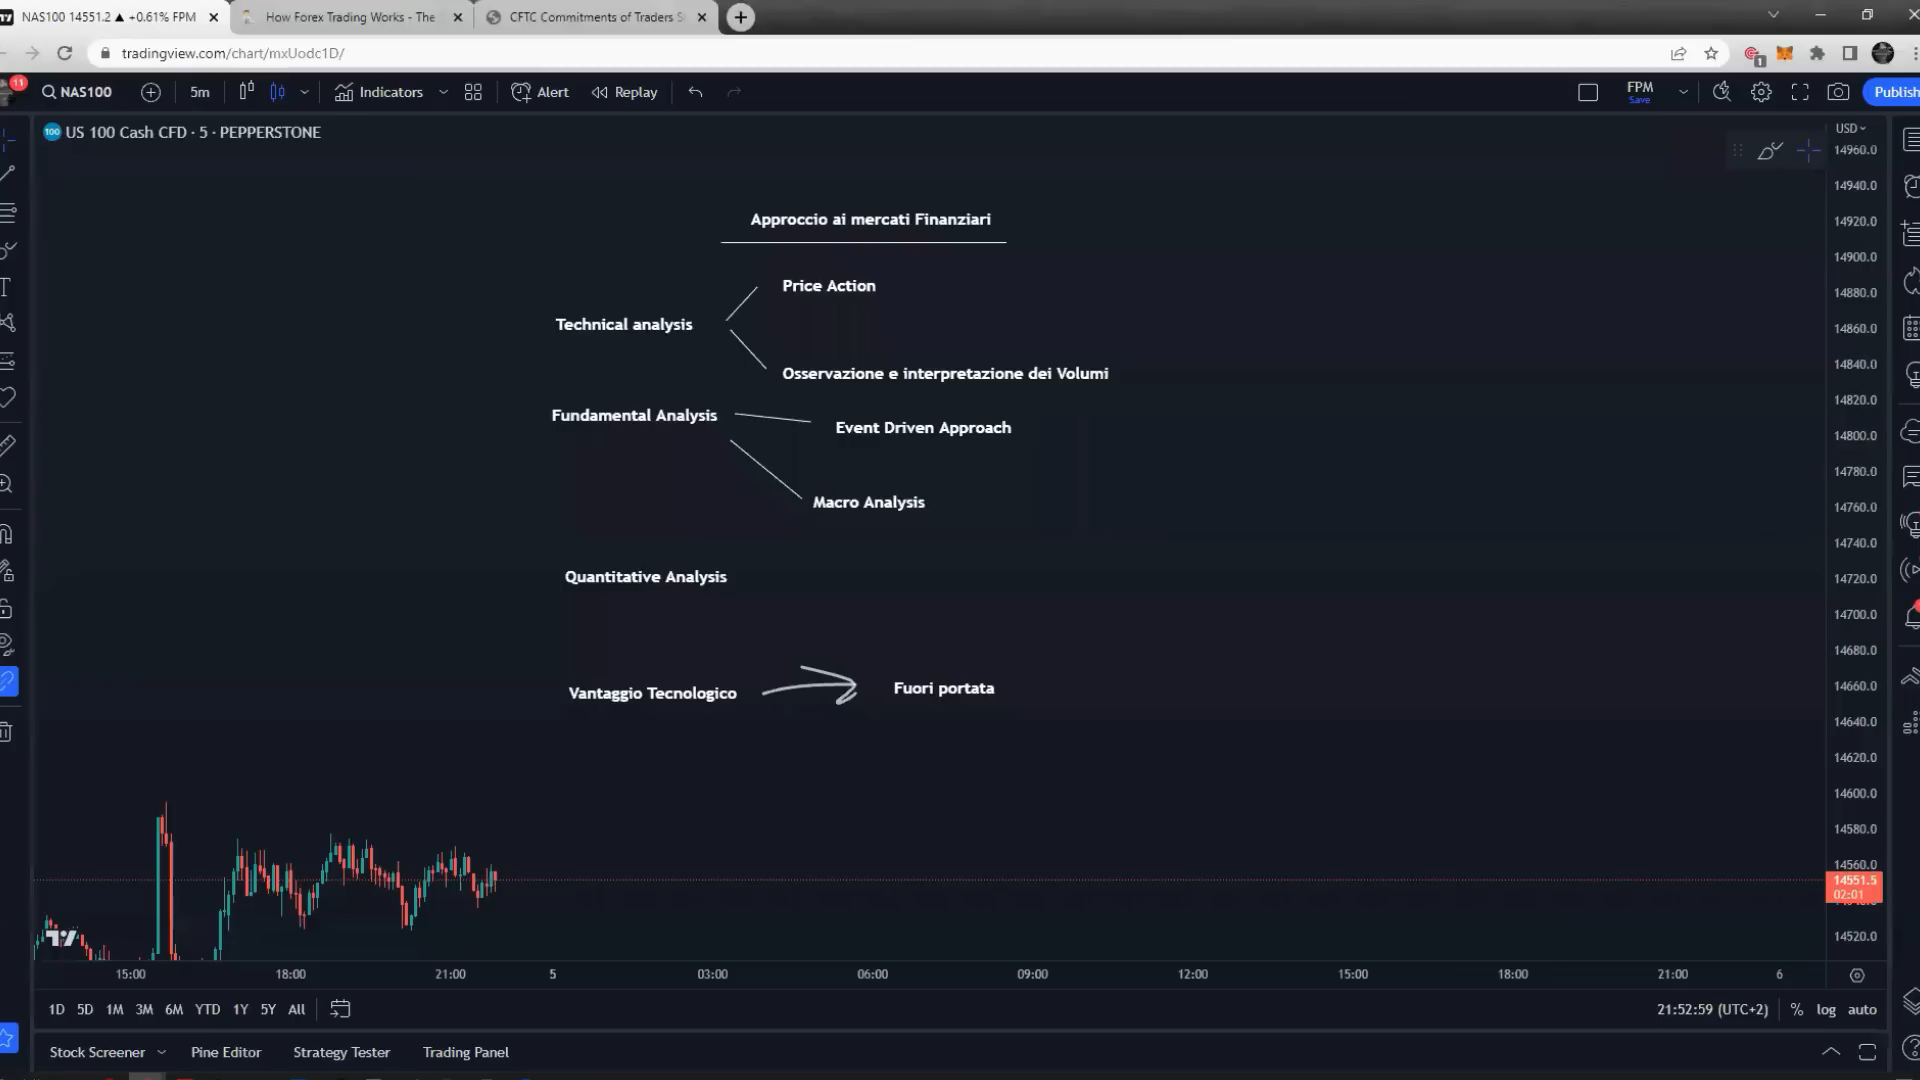 NAS100 14551.2 ▲ +0.61% FPM
How Forex Trading Works - The
CFTC Commitments of Traders S
tradingview.com/chart/mxUodc1D/
1
11
NAS100
5m
Indicators
Alert
Replay
FPM
Save
Publish
100 US 100 Cash CFD · 5 · PEPPERSTONE
USD
14960.0
14940.0
14920.0
14900.0
14880.0
14860.0
14840.0
14820.0
14800.0
14780.0
14760.0
14740.0
14720.0
14700.0
14680.0
14660.0
14640.0
14620.0
14600.0
14580.0
14560.0
14551.5
02:01
14520.0
Approccio ai mercati Finanziari
Price Action
Technical analysis
Osservazione e interpretazione dei Volumi
Fundamental Analysis
Event Driven Approach
Macro Analysis
Quantitative Analysis
Vantaggio Tecnologico
Fuori portata
15:00 18:00 21:00 5 03:00 06:00 09:00 12:00 15:00 18:00 21:00 6
1D 5D 1M 3M 6M YTD 1Y 5Y All
21:52:59 (UTC+2) % log auto
Stock Screener Pine Editor Strategy Tester Trading Panel